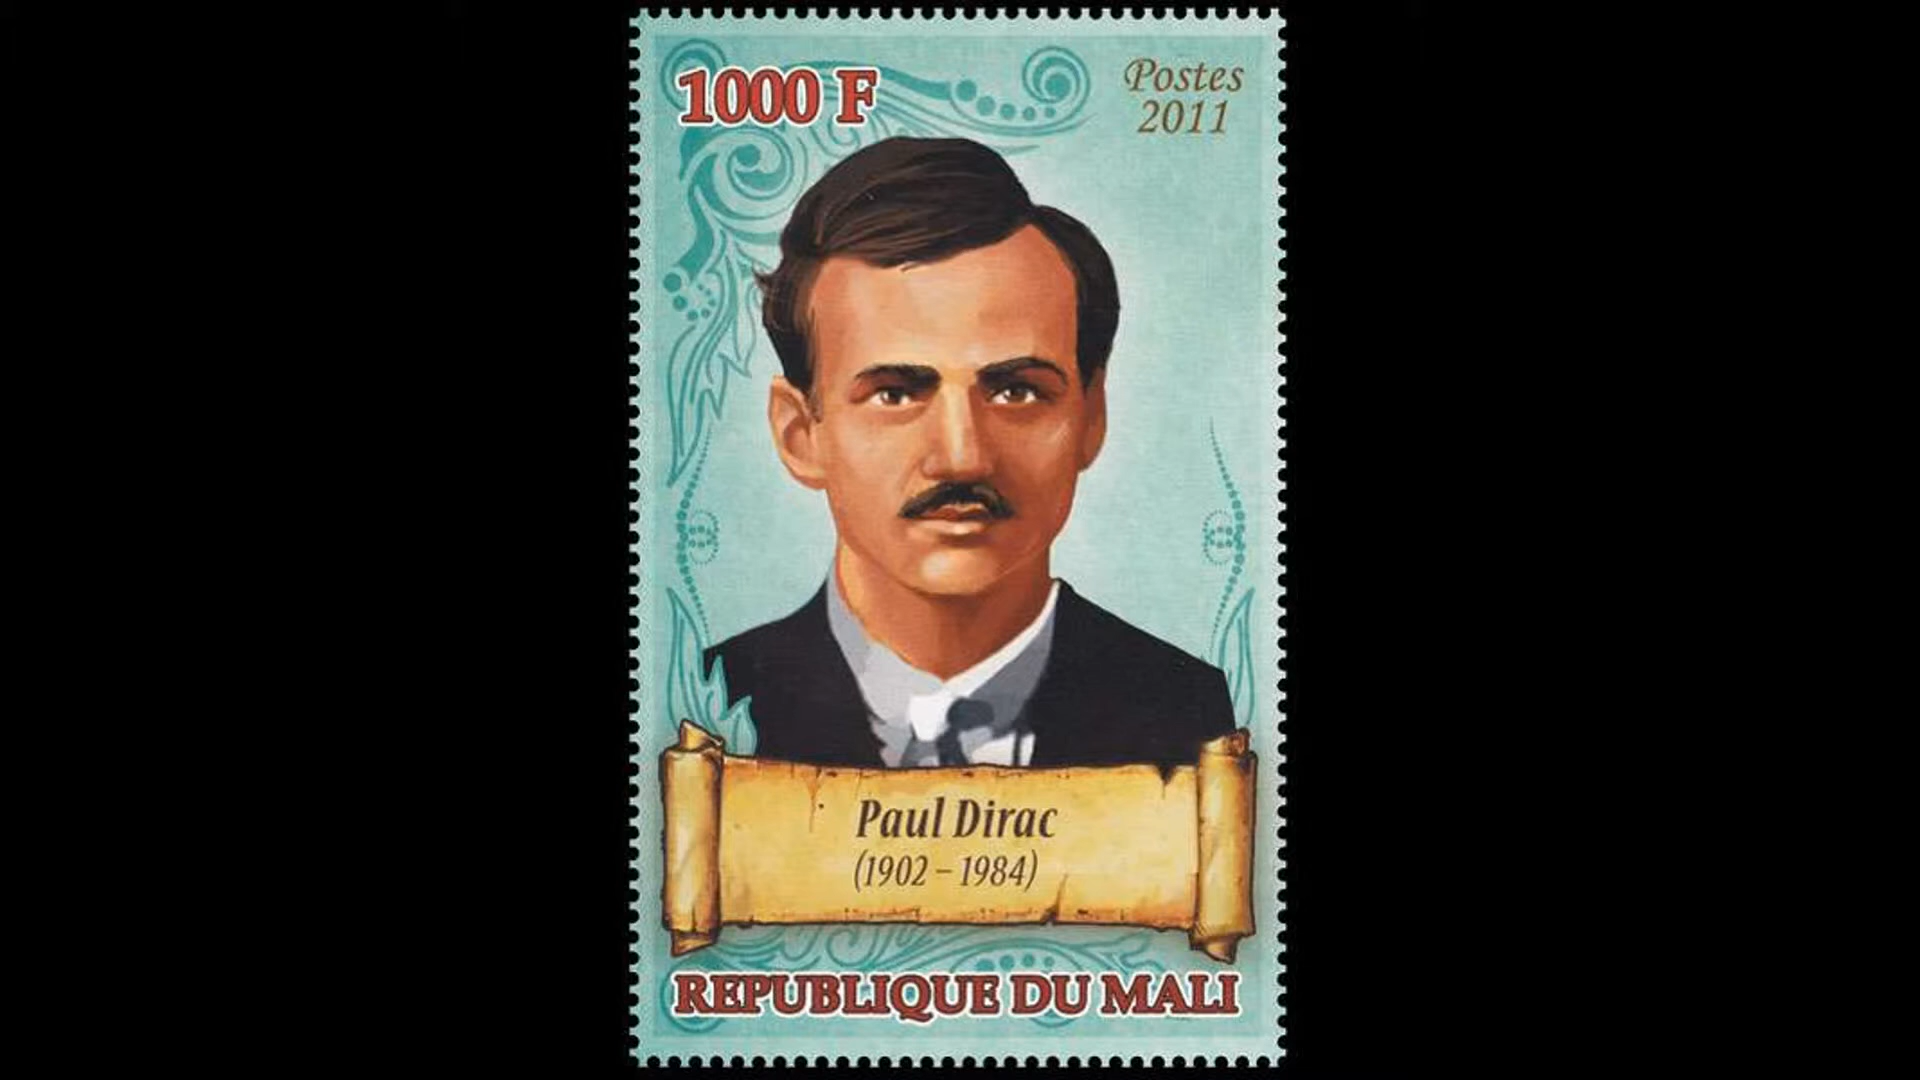 1000 F
Postes
2011
Paul Dirac
(1902 – 1984)
REPUBLIQUE DU MALI